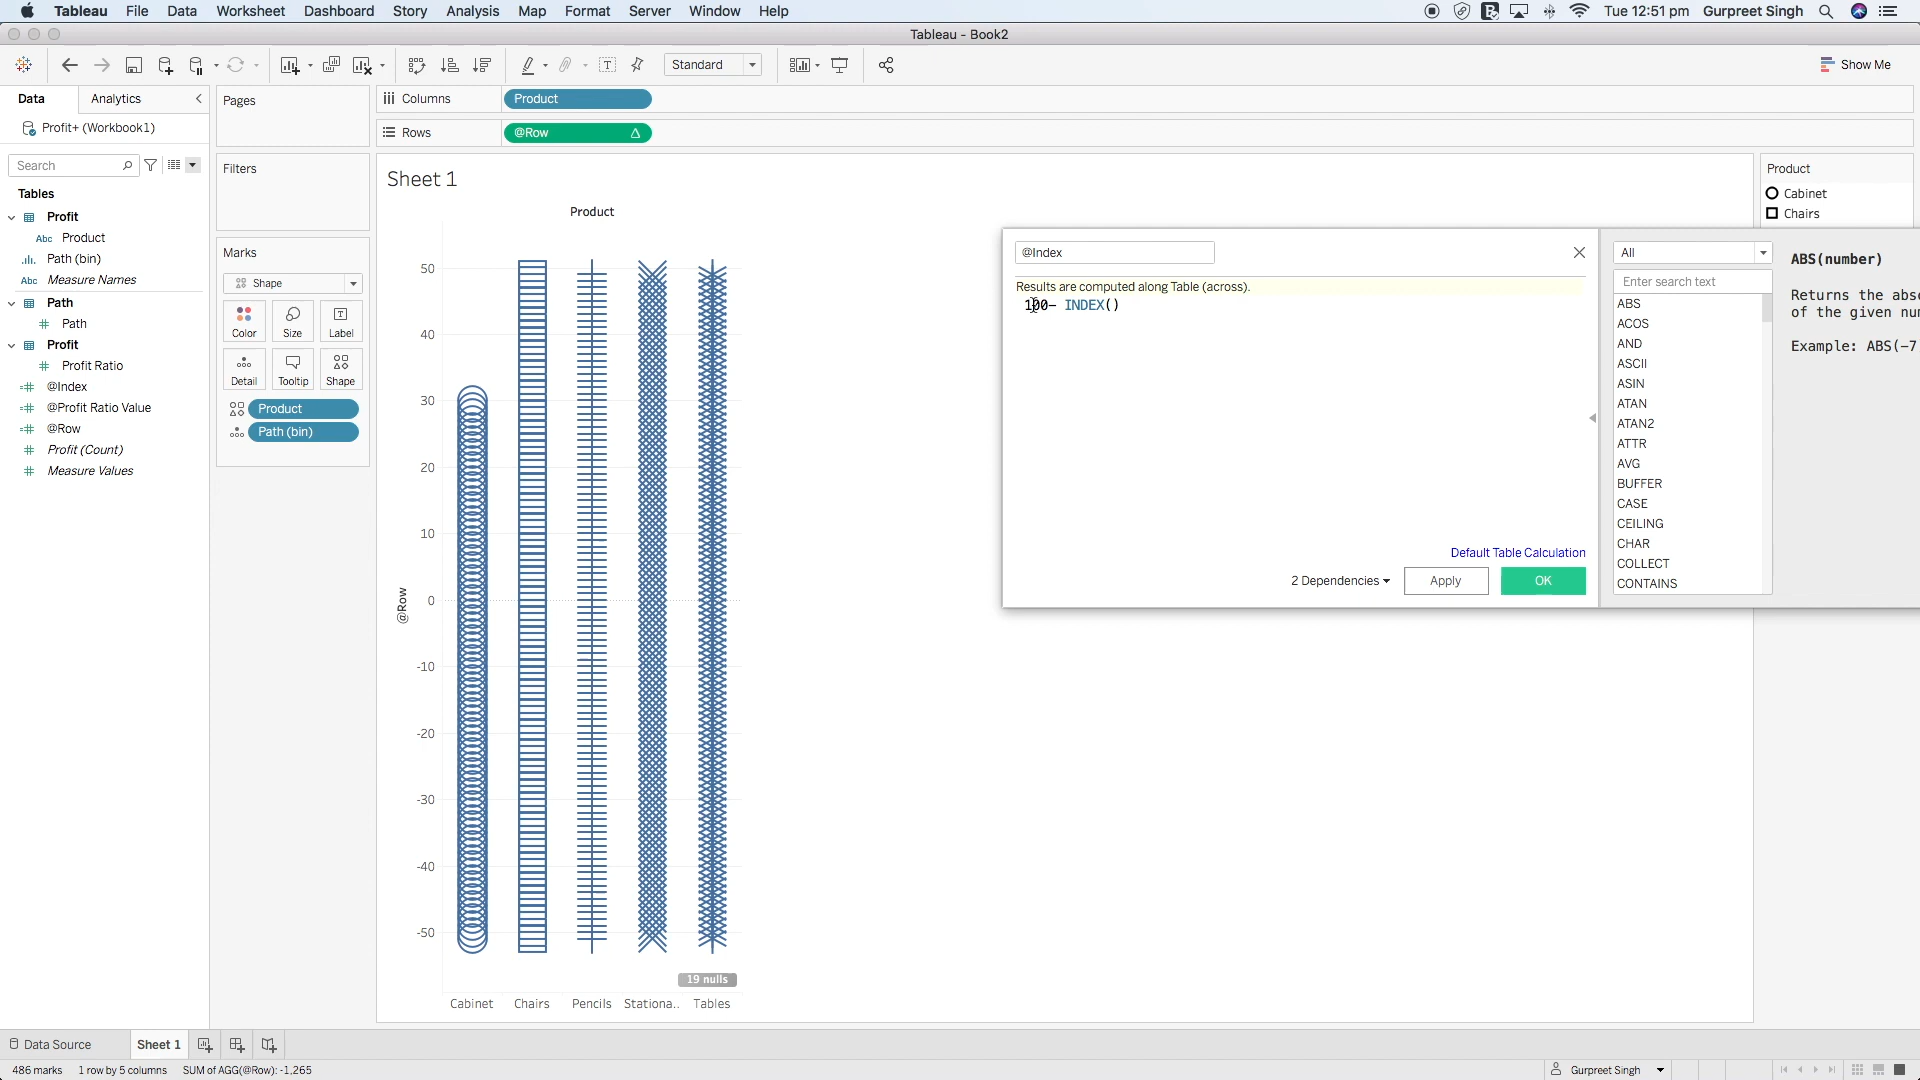 Tableau File Data Worksheet Dashboard Story Analysis Map Format Server Window Help
Tue 12:51 pm Gurpreet Singh
Tableau - Book2
Standard
Show Me
Data Analytics
Pages
Columns
Product
Profit+ (Workbook1)
Rows
@Row
Search
Filters
Sheet 1
Product
Cabinet
Chairs
Tables
Profit
Abc Product
Path (bin)
Abc Measure Names
Path
Path
Profit
Profit Ratio
@Index
@Profit Ratio Value
@Row
Profit (Count)
Measure Values
Marks
Shape
Color Size Label
Detail Tooltip Shape
Product
Path (bin)
Product
50
40
30
20
10
0
-10
-20
-30
-40
-50
@Row
19 nulls
Cabinet Chairs Pencils Stationa.. Tables
@Index
Results are computed along Table (across).
100- INDEX()
Default Table Calculation
2 Dependencies
Apply
OK
All
Enter search text
ABS
ACOS
AND
ASCII
ASIN
ATAN
ATAN2
ATTR
AVG
BUFFER
CASE
CEILING
CHAR
COLLECT
CONTAINS
ABS(number)
Returns the abs
of the given nu
Example: ABS(-7
Data Source
Sheet 1
486 marks 1 row by 5 columns SUM of AGG(@Row): -1,265
Gurpreet Singh